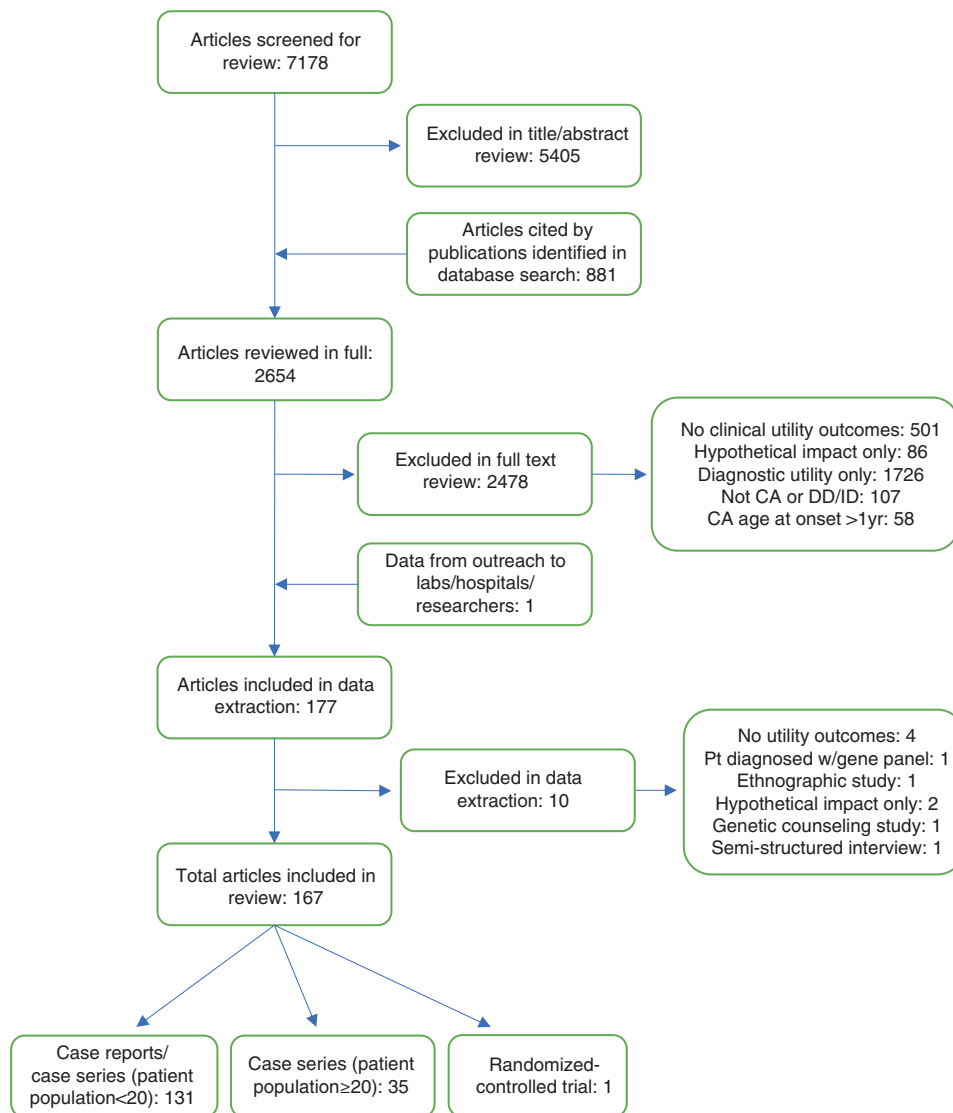 Articles screened for
review: 7178
Excluded in title/abstract
review: 5405
Articles cited by
publications identified in
database search: 881
Articles reviewed in full:
2654
Excluded in full text
review: 2478
No clinical utility outcomes: 501
Hypothetical impact only: 86
Diagnostic utility only: 1726
Not CA or DD/ID: 107
CA age at onset >1yr: 58
Data from outreach to
labs/hospitals/
researchers: 1
Articles included in data
extraction: 177
Excluded in data
extraction: 10
No utility outcomes: 4
Pt diagnosed w/gene panel: 1
Ethnographic study: 1
Hypothetical impact only: 2
Genetic counseling study: 1
Semi-structured interview: 1
Total articles included in
review: 167
Case reports/
case series (patient
population<20): 131
Case series (patient
population≥20): 35
Randomized-
controlled trial: 1